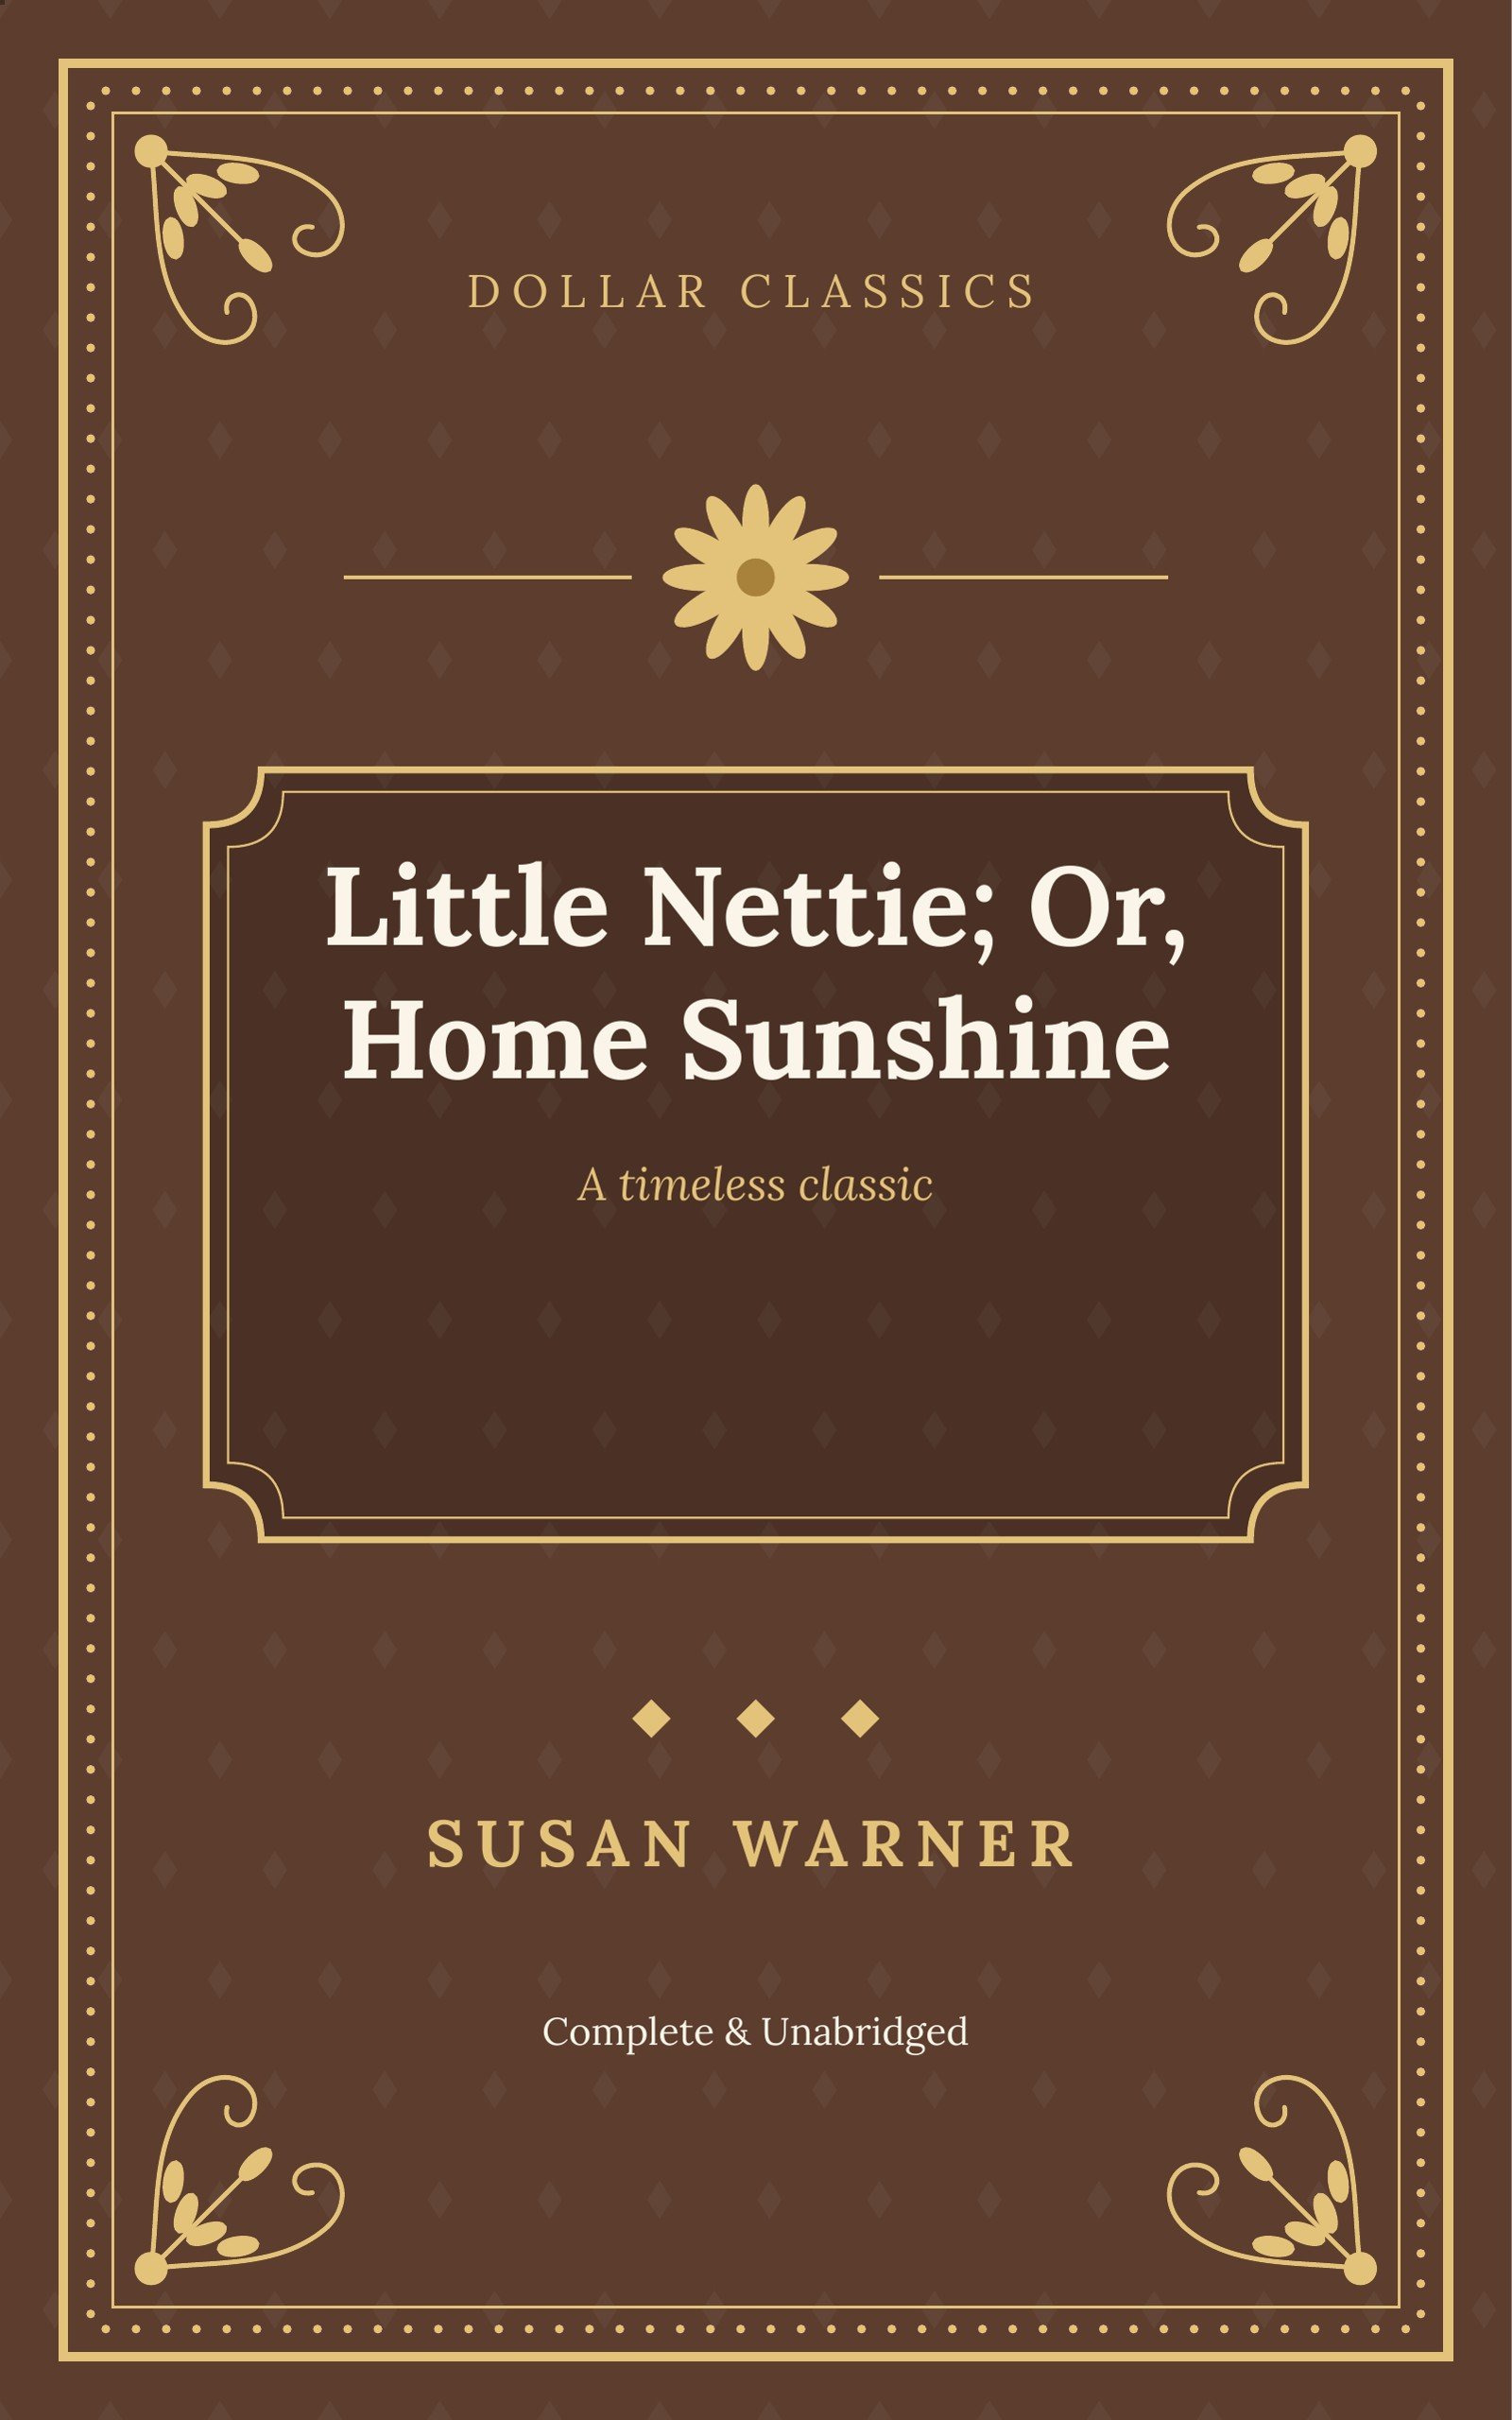 DOLLAR CLASSICS
Little Nettie; Or,
Home Sunshine
A timeless classic
SUSAN WARNER
Complete & Unabridged